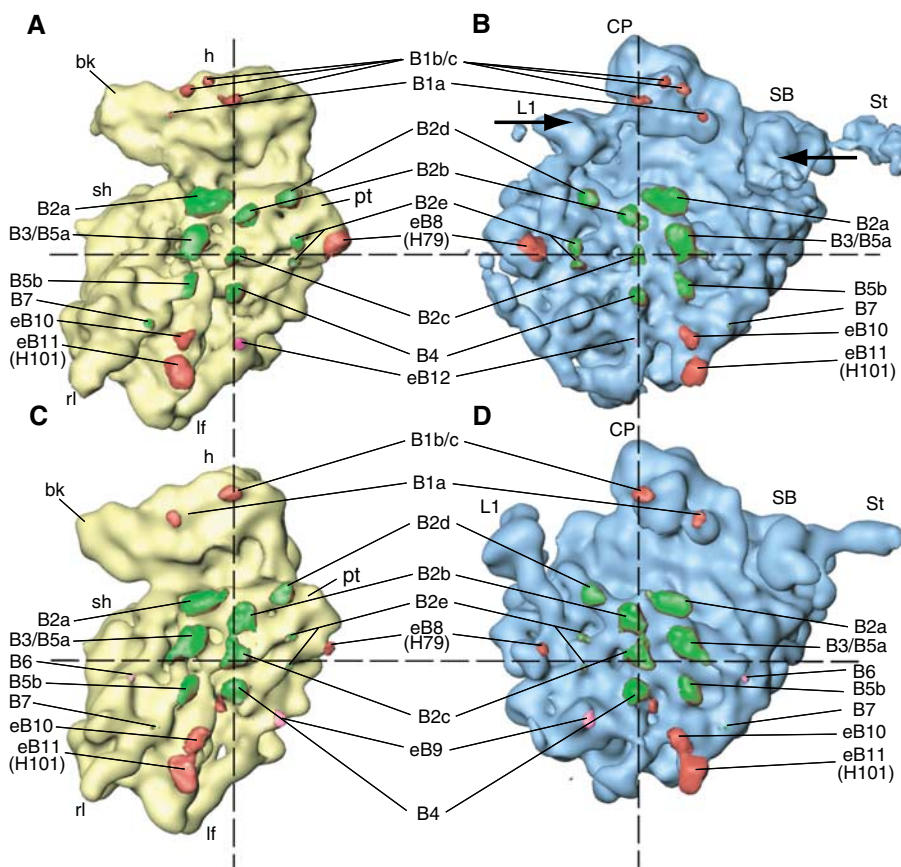 A
h
bk
B1b/c
B1a
CP
B
L1
SB
St
B2d
B2b
sh
pt
B2a
B2e
eB8
(H79)
B3/B5a
B2a
B3/B5a
B5b
B7
eB10
eB11
(H101)
B2c
B4
eB12
B5b
B7
eB10
eB11
(H101)
rl
lf
C
h
bk
B1b/c
B1a
CP
D
L1
SB
St
B2d
B2b
sh
pt
B2a
B2e
eB8
(H79)
B3/B5a
B6
B5b
B7
eB10
eB11
(H101)
B2a
B3/B5a
B6
B5b
B7
eB10
eB11
(H101)
B2c
eB9
B4
rl
lf